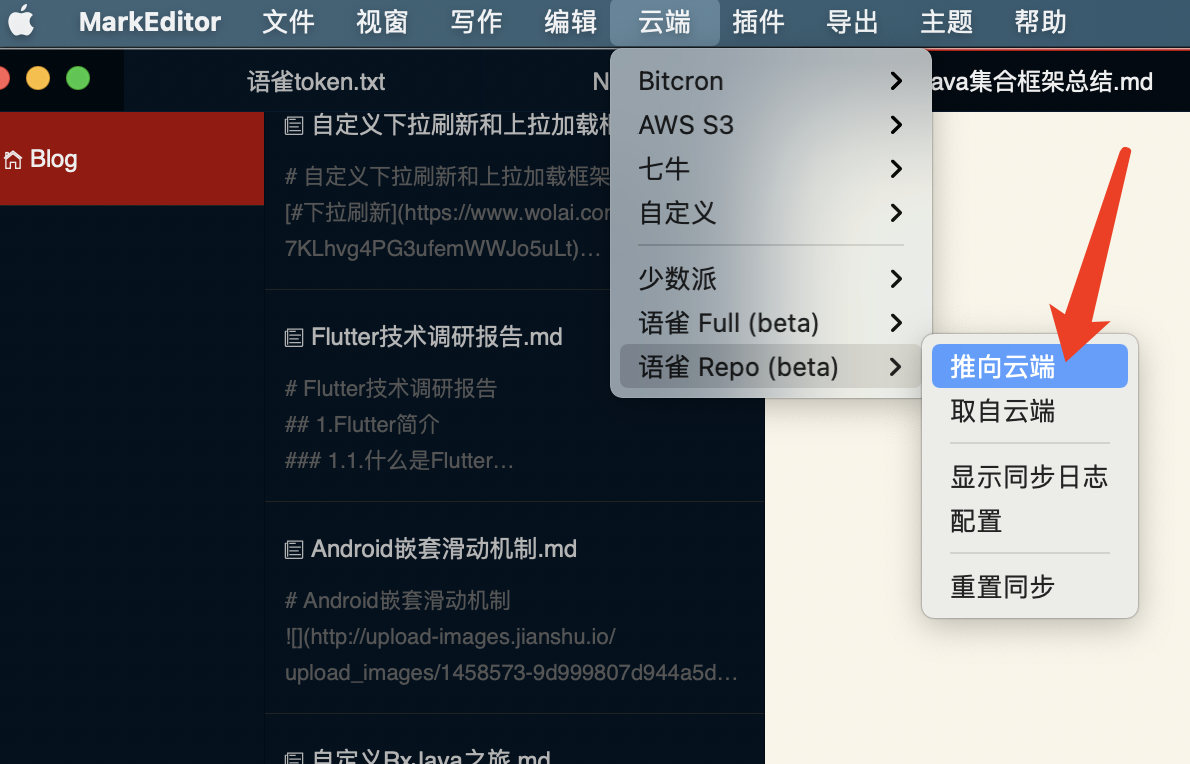 MarkEditor 文件 视窗 写作 编辑 云端 插件 导出 主题 帮助
语雀token.txt
N
ava集合框架总结.md
Blog
自定义下拉刷新和上拉加载框
# 自定义下拉刷新和上拉加载框架
[#下拉刷新](https://www.wolai.com
7KLhvg4PG3ufemWWJo5uLt)...
Flutter技术调研报告.md
# Flutter技术调研报告
## 1.Flutter简介
### 1.1.什么是Flutter...
Android嵌套滑动机制.md
# Android嵌套滑动机制
![](http://upload-images.jianshu.io/
upload_images/1458573-9d999807d944a5d...
自定义RxJava之旅.md
Bitcron
AWS S3
七牛
自定义
少数派
语雀 Full (beta)
语雀 Repo (beta)
推向云端
取自云端
显示同步日志
配置
重置同步